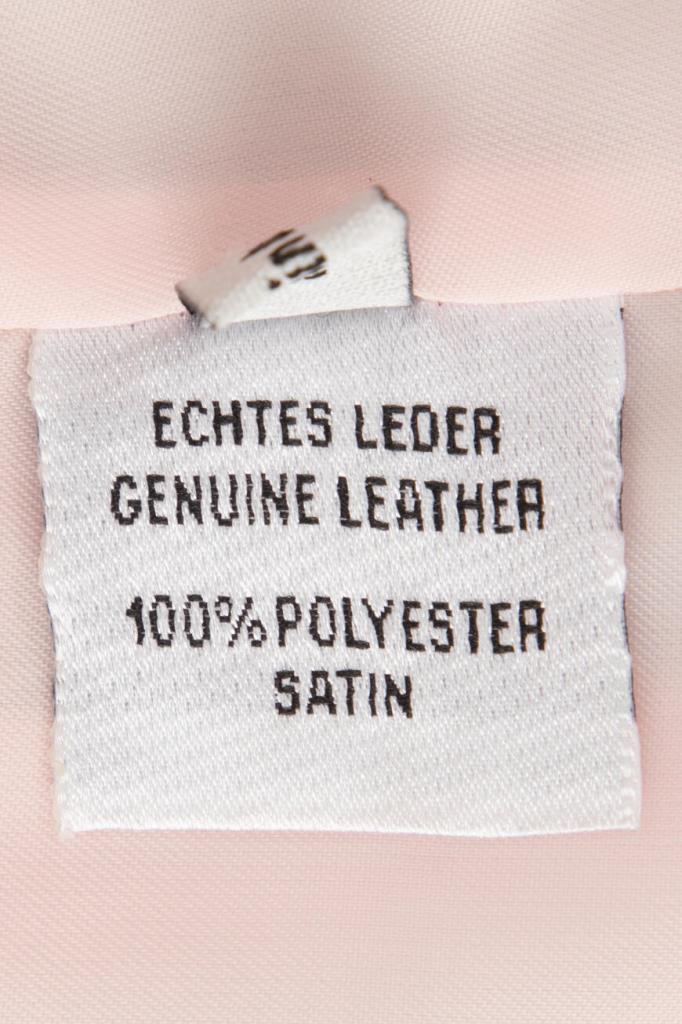 ECHTES LEDER
GENUINE LEATHER
100% POLYESTER
SATIN